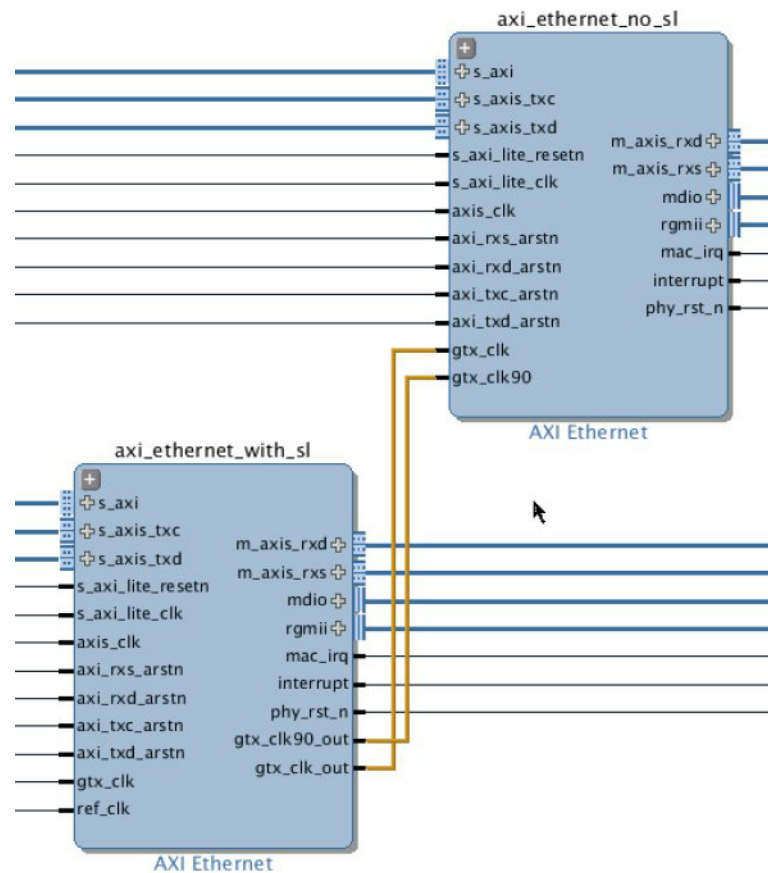 axi_ethernet_no_sl
s_axi
s_axis_txc
s_axis_txd
s_axi_lite_resetn
s_axi_lite_clk
axis_clk
axi_rxs_arstn
axi_rxd_arstn
axi_txc_arstn
axi_txd_arstn
gtx_clk
gtx_clk90
m_axis_rxd
m_axis_rxs
mdio
rgmii
mac_irq
interrupt
phy_rst_n
AXI Ethernet
axi_ethernet_with_sl
s_axi
s_axis_txc
s_axis_txd
s_axi_lite_resetn
s_axi_lite_clk
axis_clk
axi_rxs_arstn
axi_rxd_arstn
axi_txc_arstn
axi_txd_arstn
gtx_clk
ref_clk
m_axis_rxd
m_axis_rxs
mdio
rgmii
mac_irq
interrupt
phy_rst_n
gtx_clk90_out
gtx_clk_out
AXI Ethernet